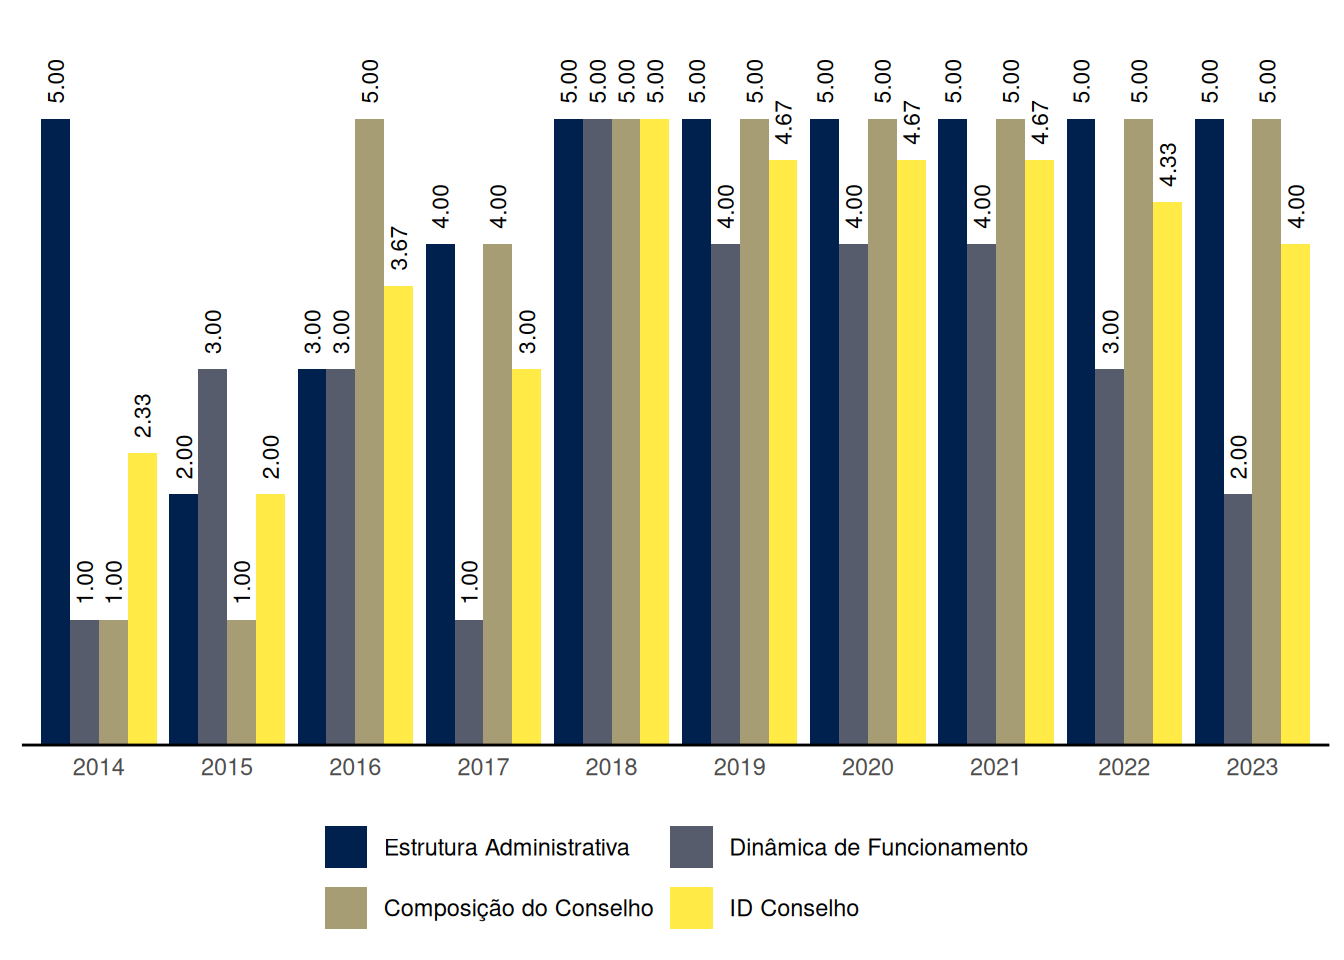 5.00 1.00 1.00 2.33
2.00 3.00 1.00 2.00
3.00 3.00 5.00 3.67
4.00 1.00 4.00 3.00
5.00 5.00 5.00 5.00
5.00 4.00 5.00 4.67
5.00 4.00 5.00 4.67
5.00 4.00 5.00 4.67
5.00 3.00 5.00 4.33
5.00 2.00 5.00 4.00
2014 2015 2016 2017 2018 2019 2020 2021 2022 2023
Estrutura Administrativa Dinâmica de Funcionamento
Composição do Conselho ID Conselho